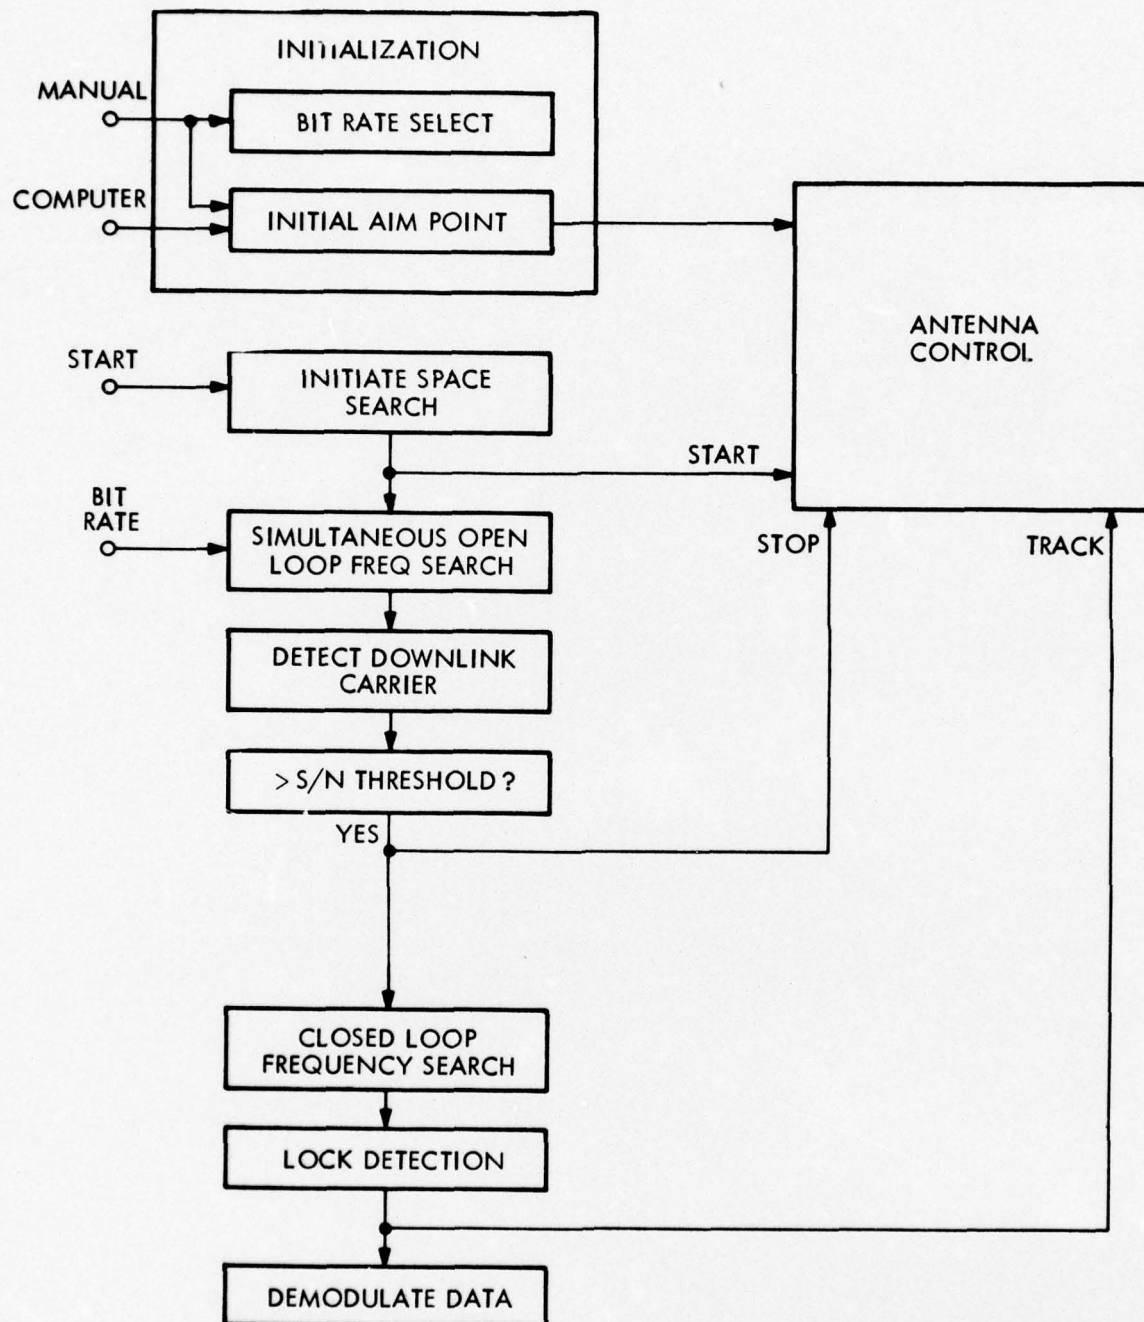 INITIALIZATION
MANUAL
BIT RATE SELECT
COMPUTER
INITIAL AIM POINT
ANTENNA
CONTROL
START
INITIATE SPACE
SEARCH
START
BIT
RATE
SIMULTANEOUS OPEN
LOOP FREQ SEARCH
STOP
TRACK
DETECT DOWNLINK
CARRIER
> S/N THRESHOLD ?
YES
CLOSED LOOP
FREQUENCY SEARCH
LOCK DETECTION
DEMODULATE DATA